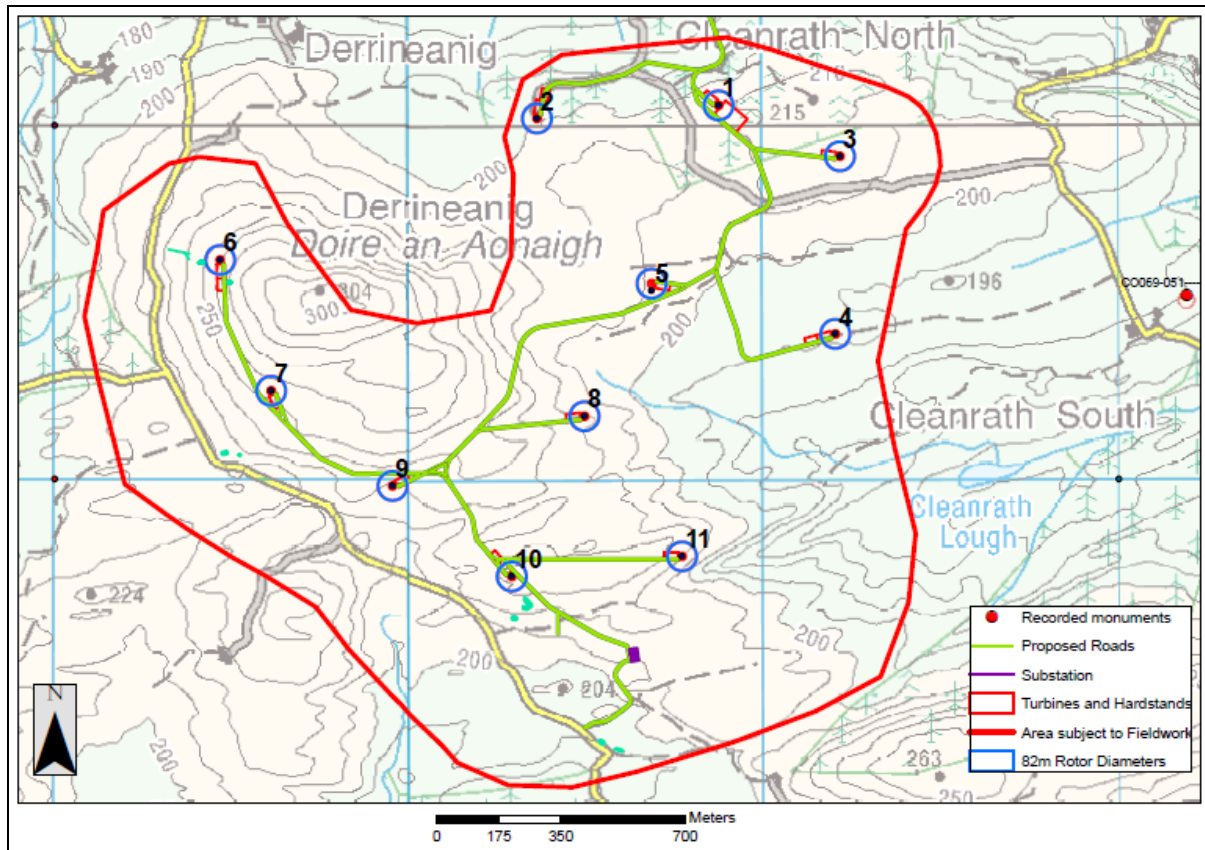 180
190
200
Derrineanig
Cleanrath North
210
215
1
2
3
200
200
200
Derrineanig
Doire an Aonaigh
6
304
300
250
5
200
196
CO069-051
4
7
8
Cleanrath South
9
Cleanrath
Lough
11
10
224
200
200
204
200
263
250
Recorded monuments
Proposed Roads
Substation
Turbines and Hardstands
Area subject to Fieldwork
82m Rotor Diameters
N
Meters
0 175 350 700